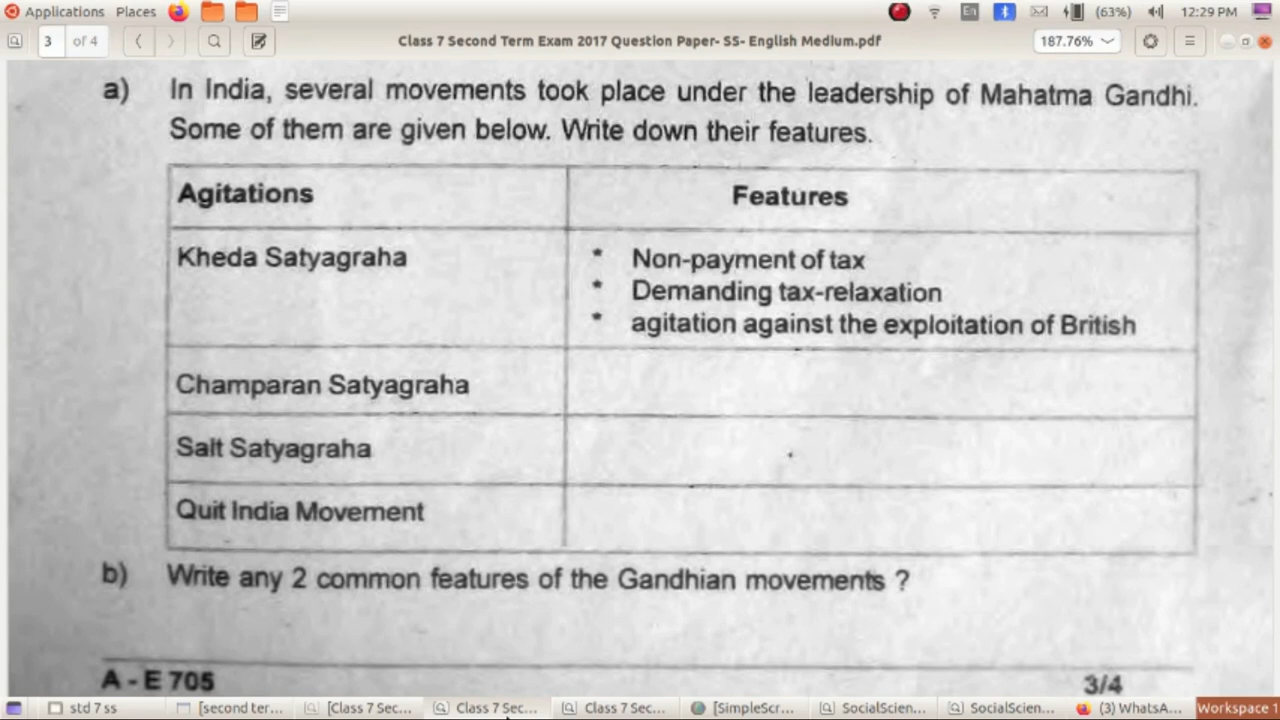 Applications Places En (63%) 12:29 PM
3 of 4 Class 7 Second Term Exam 2017 Question Paper- SS- English Medium.pdf 187.76%
a) In India, several movements took place under the leadership of Mahatma Gandhi.
Some of them are given below. Write down their features.
Agitations Features
Kheda Satyagraha * Non-payment of tax
* Demanding tax-relaxation
* agitation against the exploitation of British
Champaran Satyagraha
Salt Satyagraha
Quit India Movement
b) Write any 2 common features of the Gandhian movements ?
A - E 705 3/4
std 7 ss [second ter... [Class 7 Sec... Class 7 Sec... Class 7 Sec... [SimpleScr... SocialScien... SocialScien... (3) WhatsA... Workspace 1